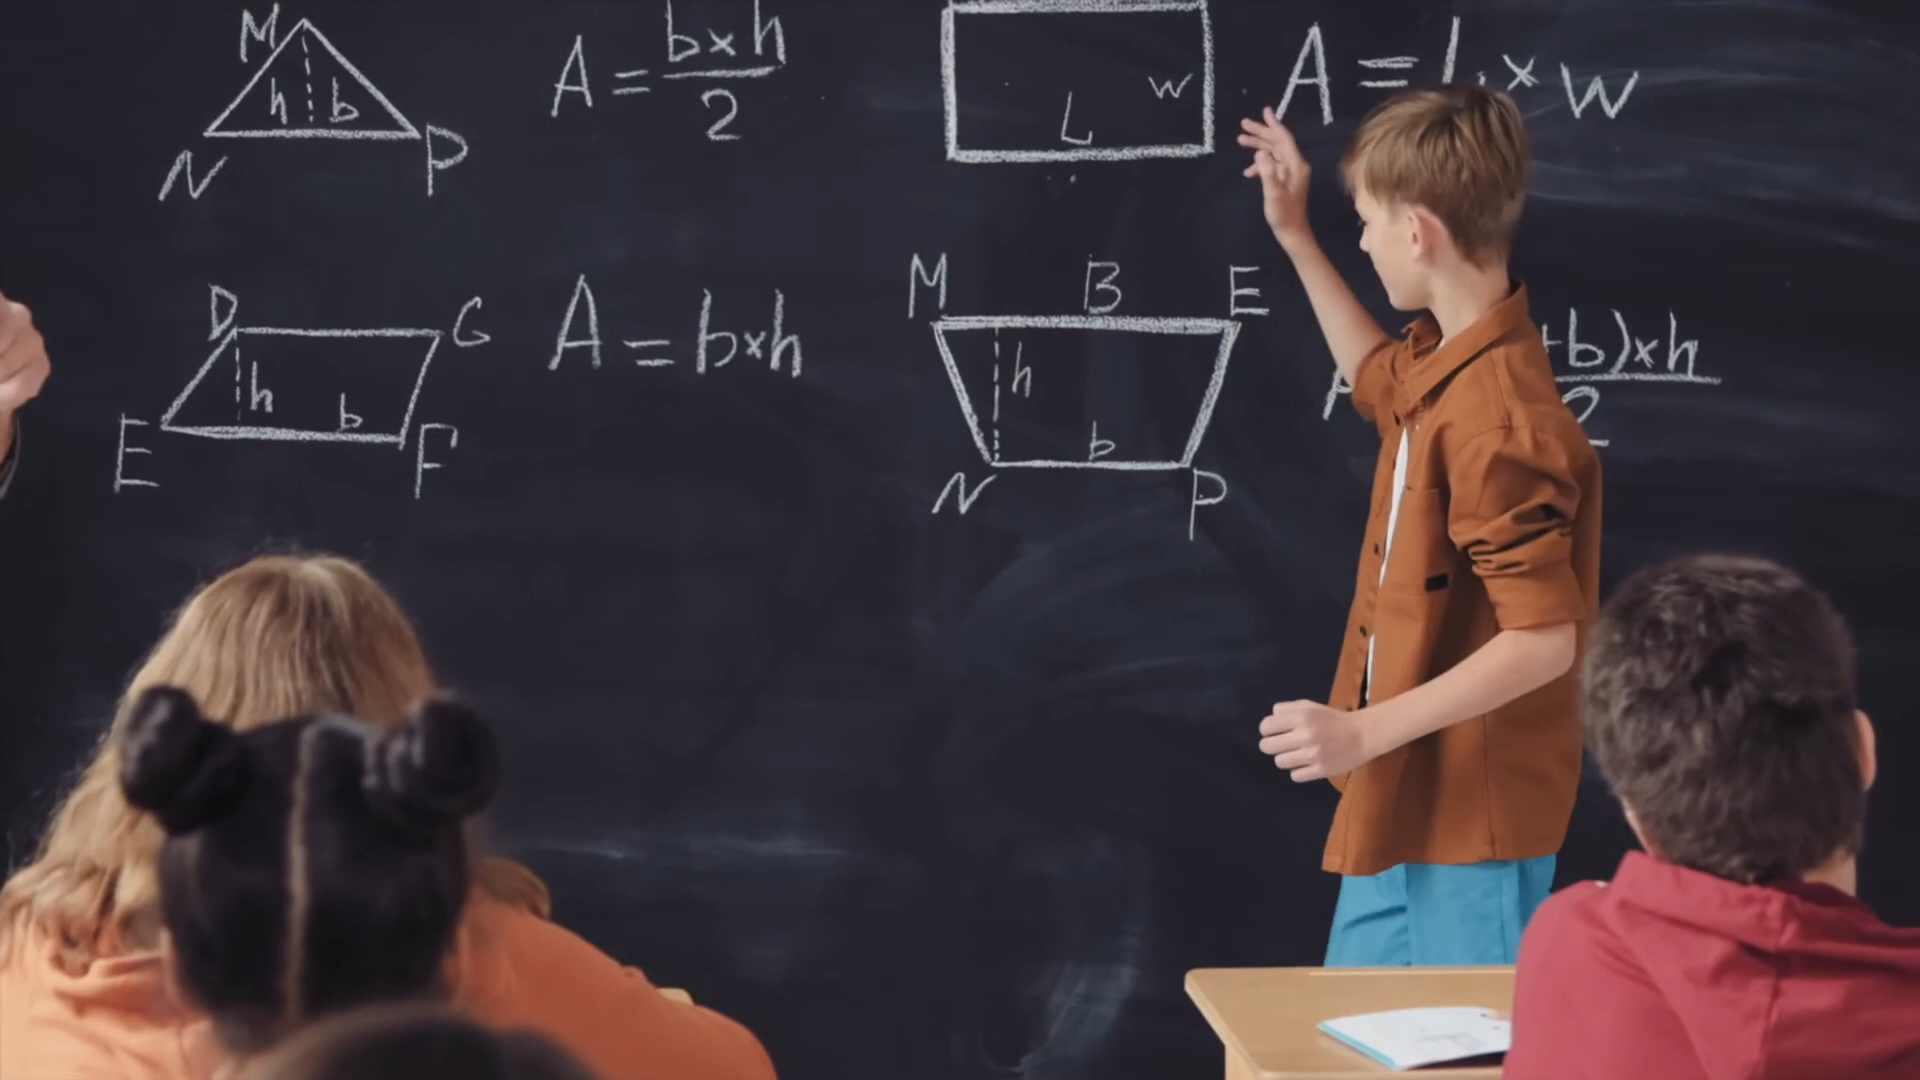 M
h b
N P
A = b×h
2
L w
A = L × w
D G
h b
E F
A = b×h
M B E
h
b
N P
+b)×h
2